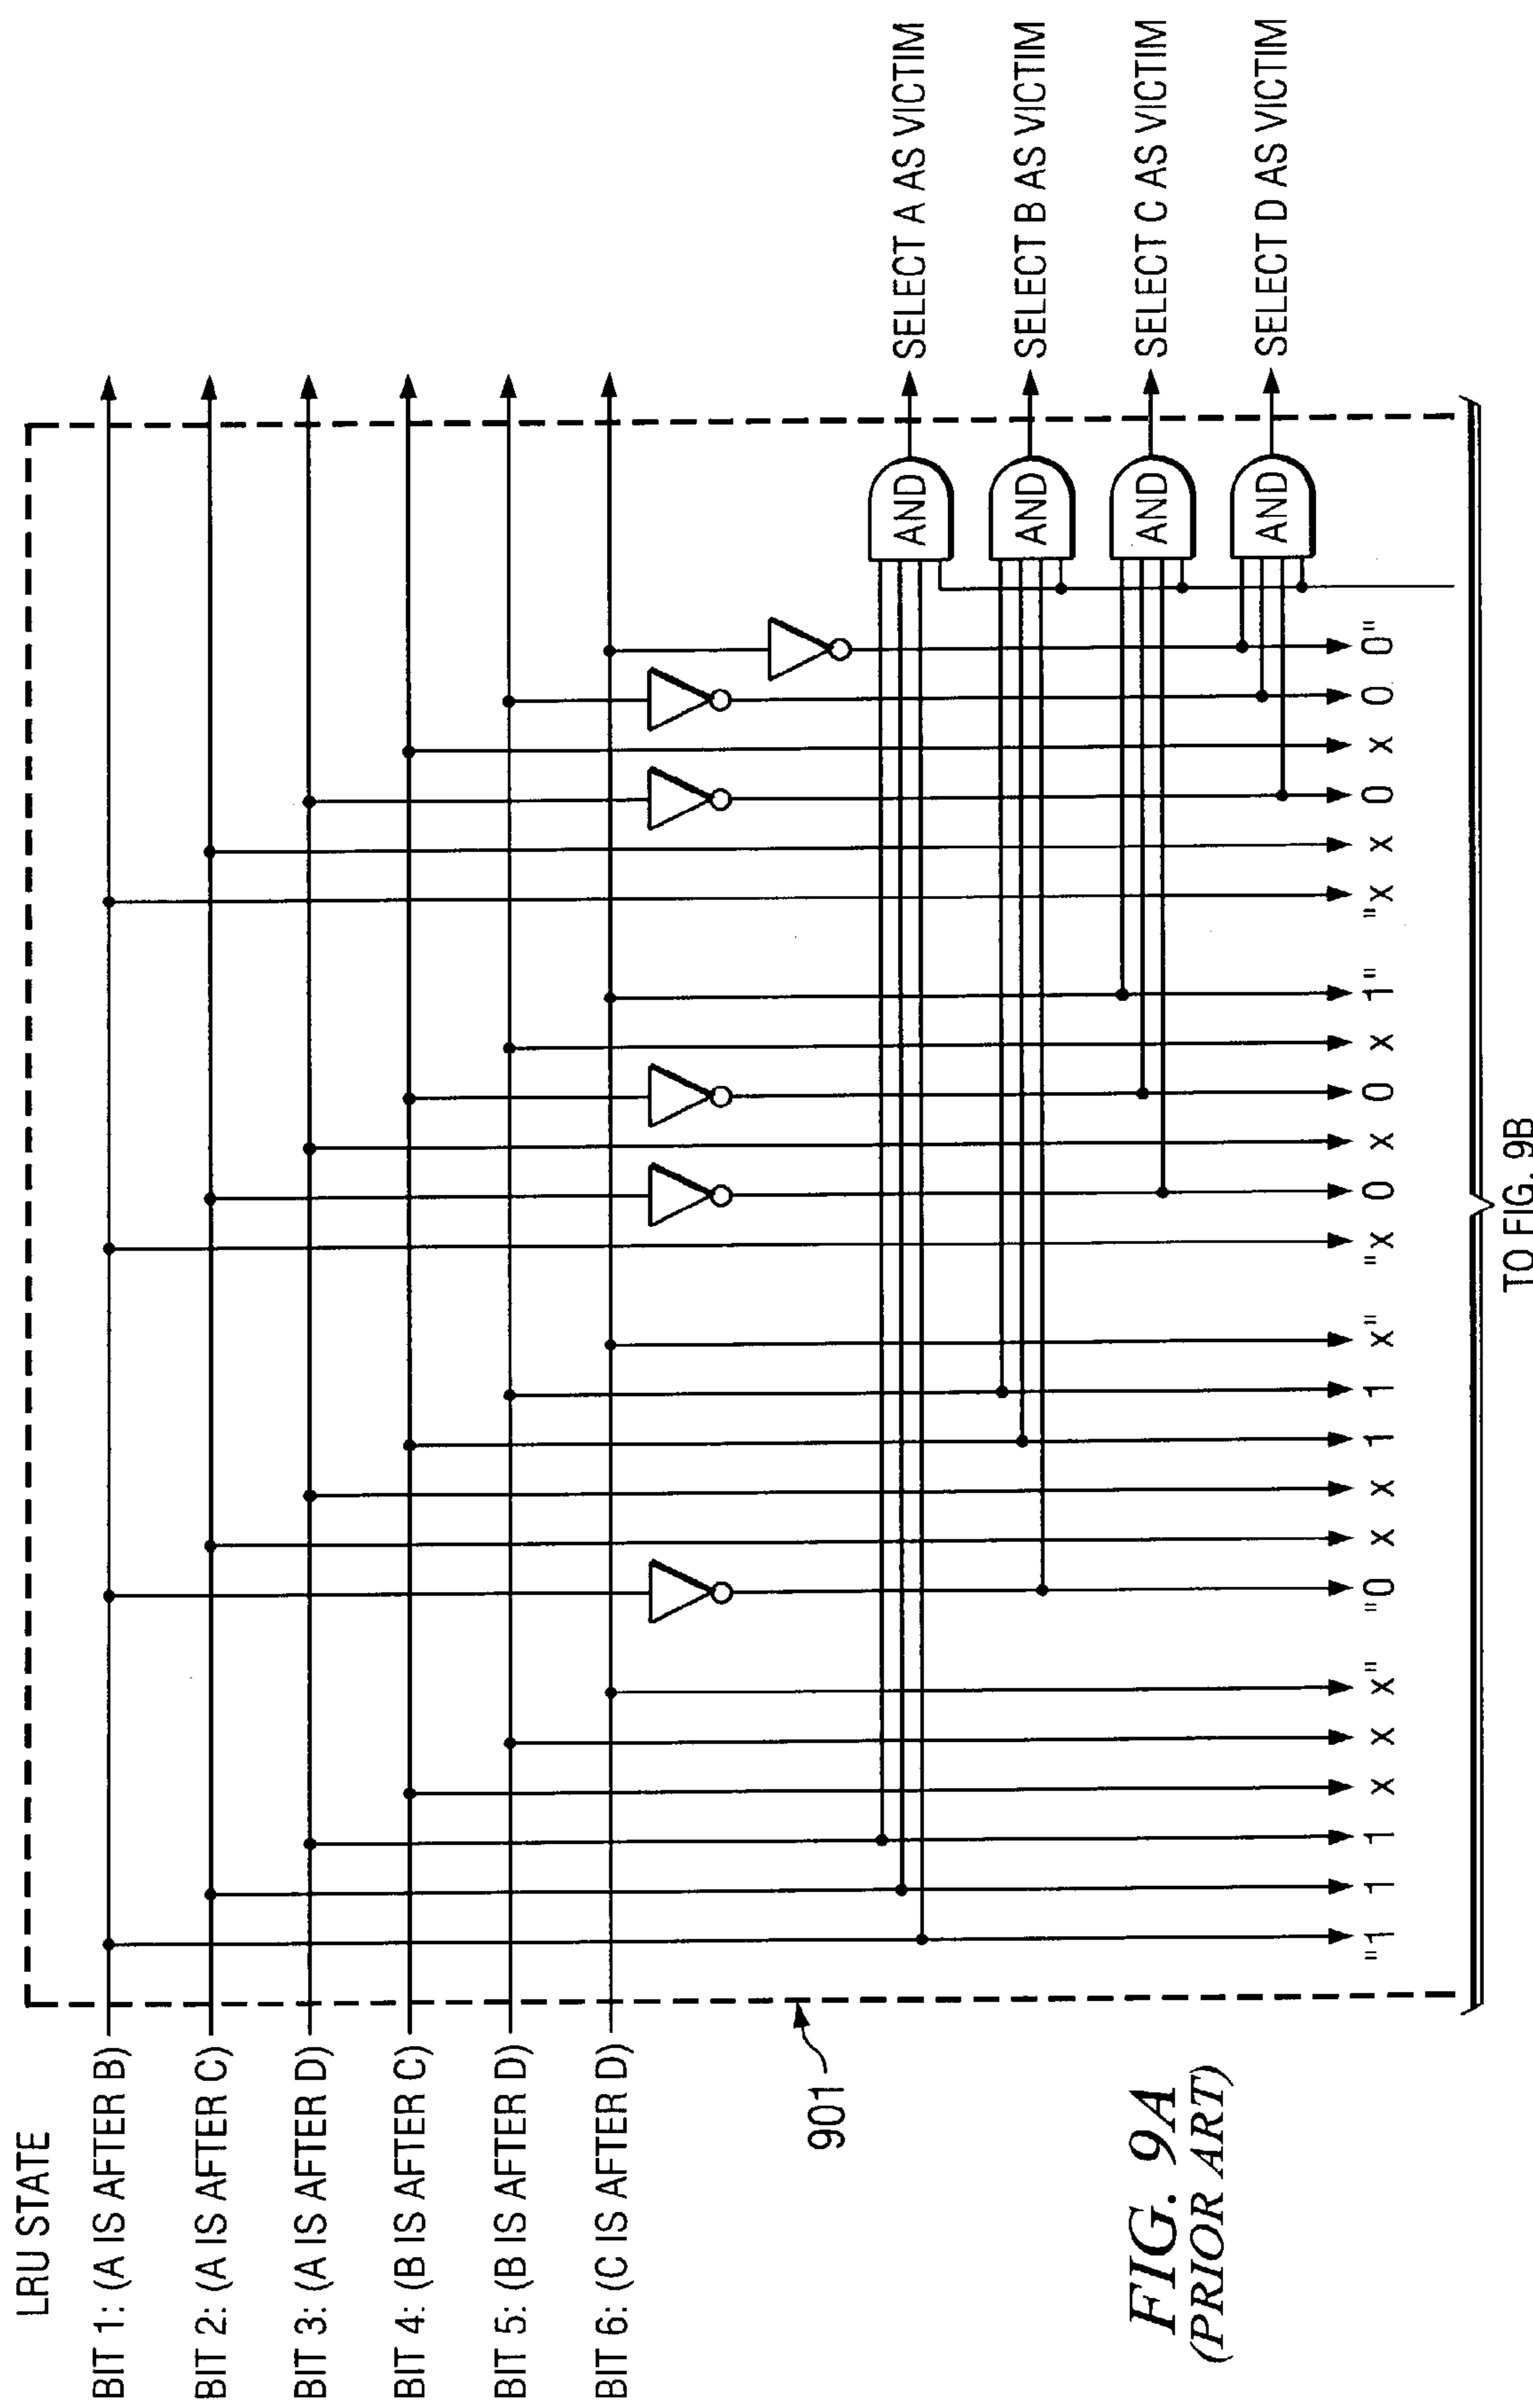 LRU STATE
BIT 1: (A IS AFTER B)
BIT 2: (A IS AFTER C)
BIT 3: (A IS AFTER D)
BIT 4: (B IS AFTER C)
BIT 5: (B IS AFTER D)
BIT 6: (C IS AFTER D)
901
AND
SELECT A AS VICTIM
AND
SELECT B AS VICTIM
AND
SELECT C AS VICTIM
AND
SELECT D AS VICTIM
"1 1 1 x x x" "0 x x 1 1 x" "x 0 x 0 x 1" "x x 0 x 0 0"
TO FIG. 9B
FIG. 9A
(PRIOR ART)